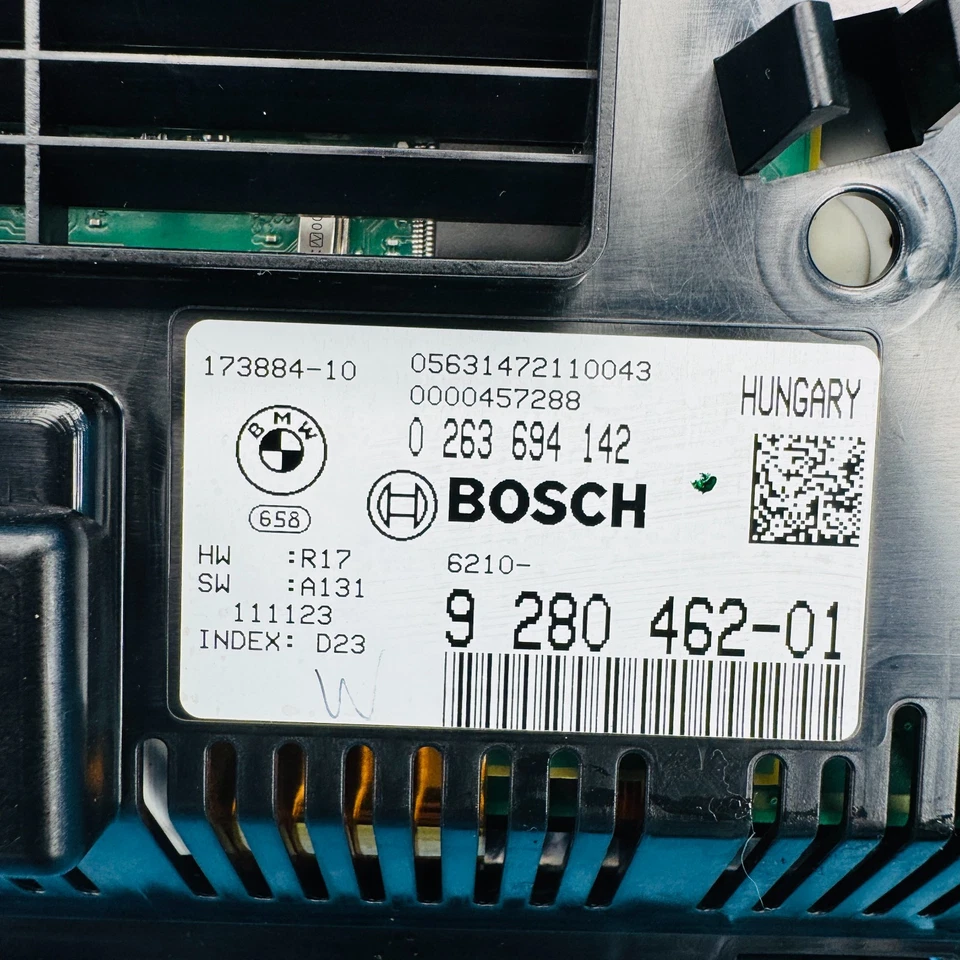 173884-10
05631472110043
0000457288
HUNGARY
0 263 694 142
BMW
BOSCH
658
HW :R17
SW :A131
111123
INDEX: D23
6210-
9 280 462-01
W